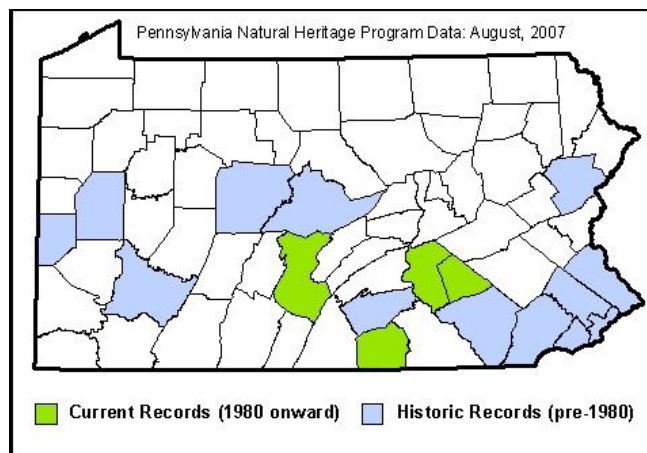 Pennsylvania Natural Heritage Program Data: August, 2007
Current Records (1980 onward)
Historic Records (pre-1980)